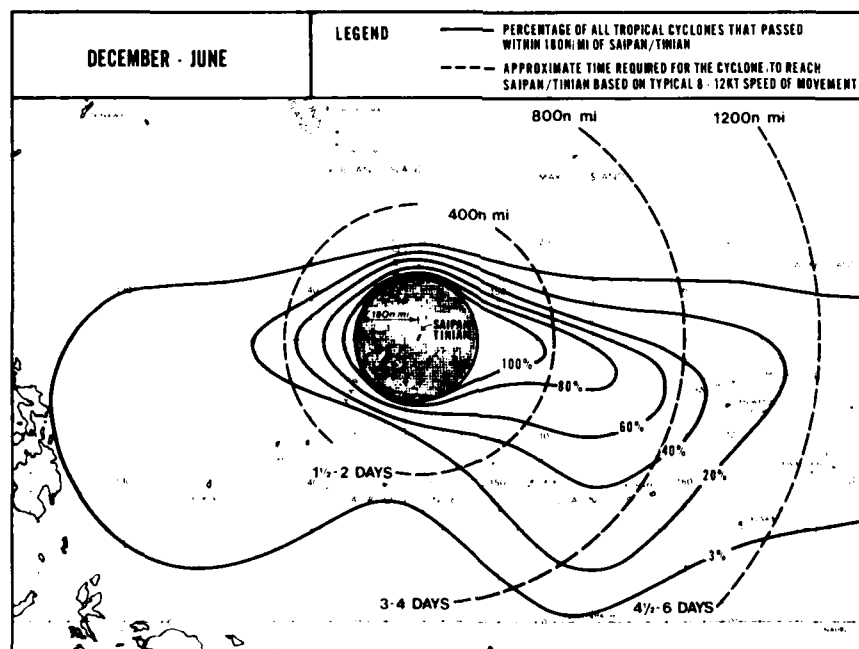 DECEMBER - JUNE
LEGEND
PERCENTAGE OF ALL TROPICAL CYCLONES THAT PASSED
WITHIN 180N MI OF SAIPAN/TINIAN
APPROXIMATE TIME REQUIRED FOR THE CYCLONE TO REACH
SAIPAN/TINIAN BASED ON TYPICAL 8 - 12KT SPEED OF MOVEMENT
800n mi
1200n mi
400n mi
180n mi
SAIPAN
TINIAN
100%
80%
60%
40%
20%
3%
1½-2 DAYS
3-4 DAYS
4½-6 DAYS